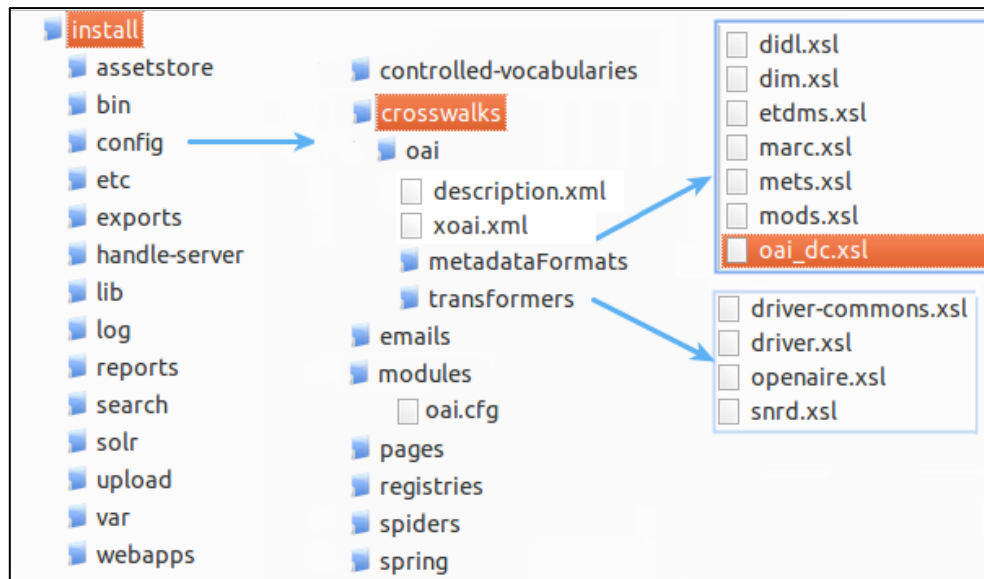 install
assetstore
bin
config
etc
exports
handle-server
lib
log
reports
search
solr
upload
var
webapps
controlled-vocabularies
crosswalks
oai
description.xml
xoai.xml
metadataFormats
transformers
emails
modules
oai.cfg
pages
registries
spiders
spring
didl.xsl
dim.xsl
etdms.xsl
marc.xsl
mets.xsl
mods.xsl
oai_dc.xsl
driver-commons.xsl
driver.xsl
openaire.xsl
snrd.xsl